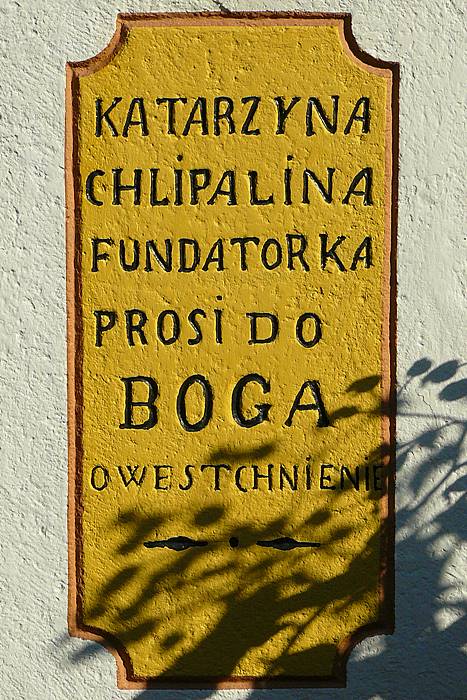 KATARZYNA
CHLiPALiNA
FUNDATORKA
PROSi DO
BOGA
OWESTCHNiENiE